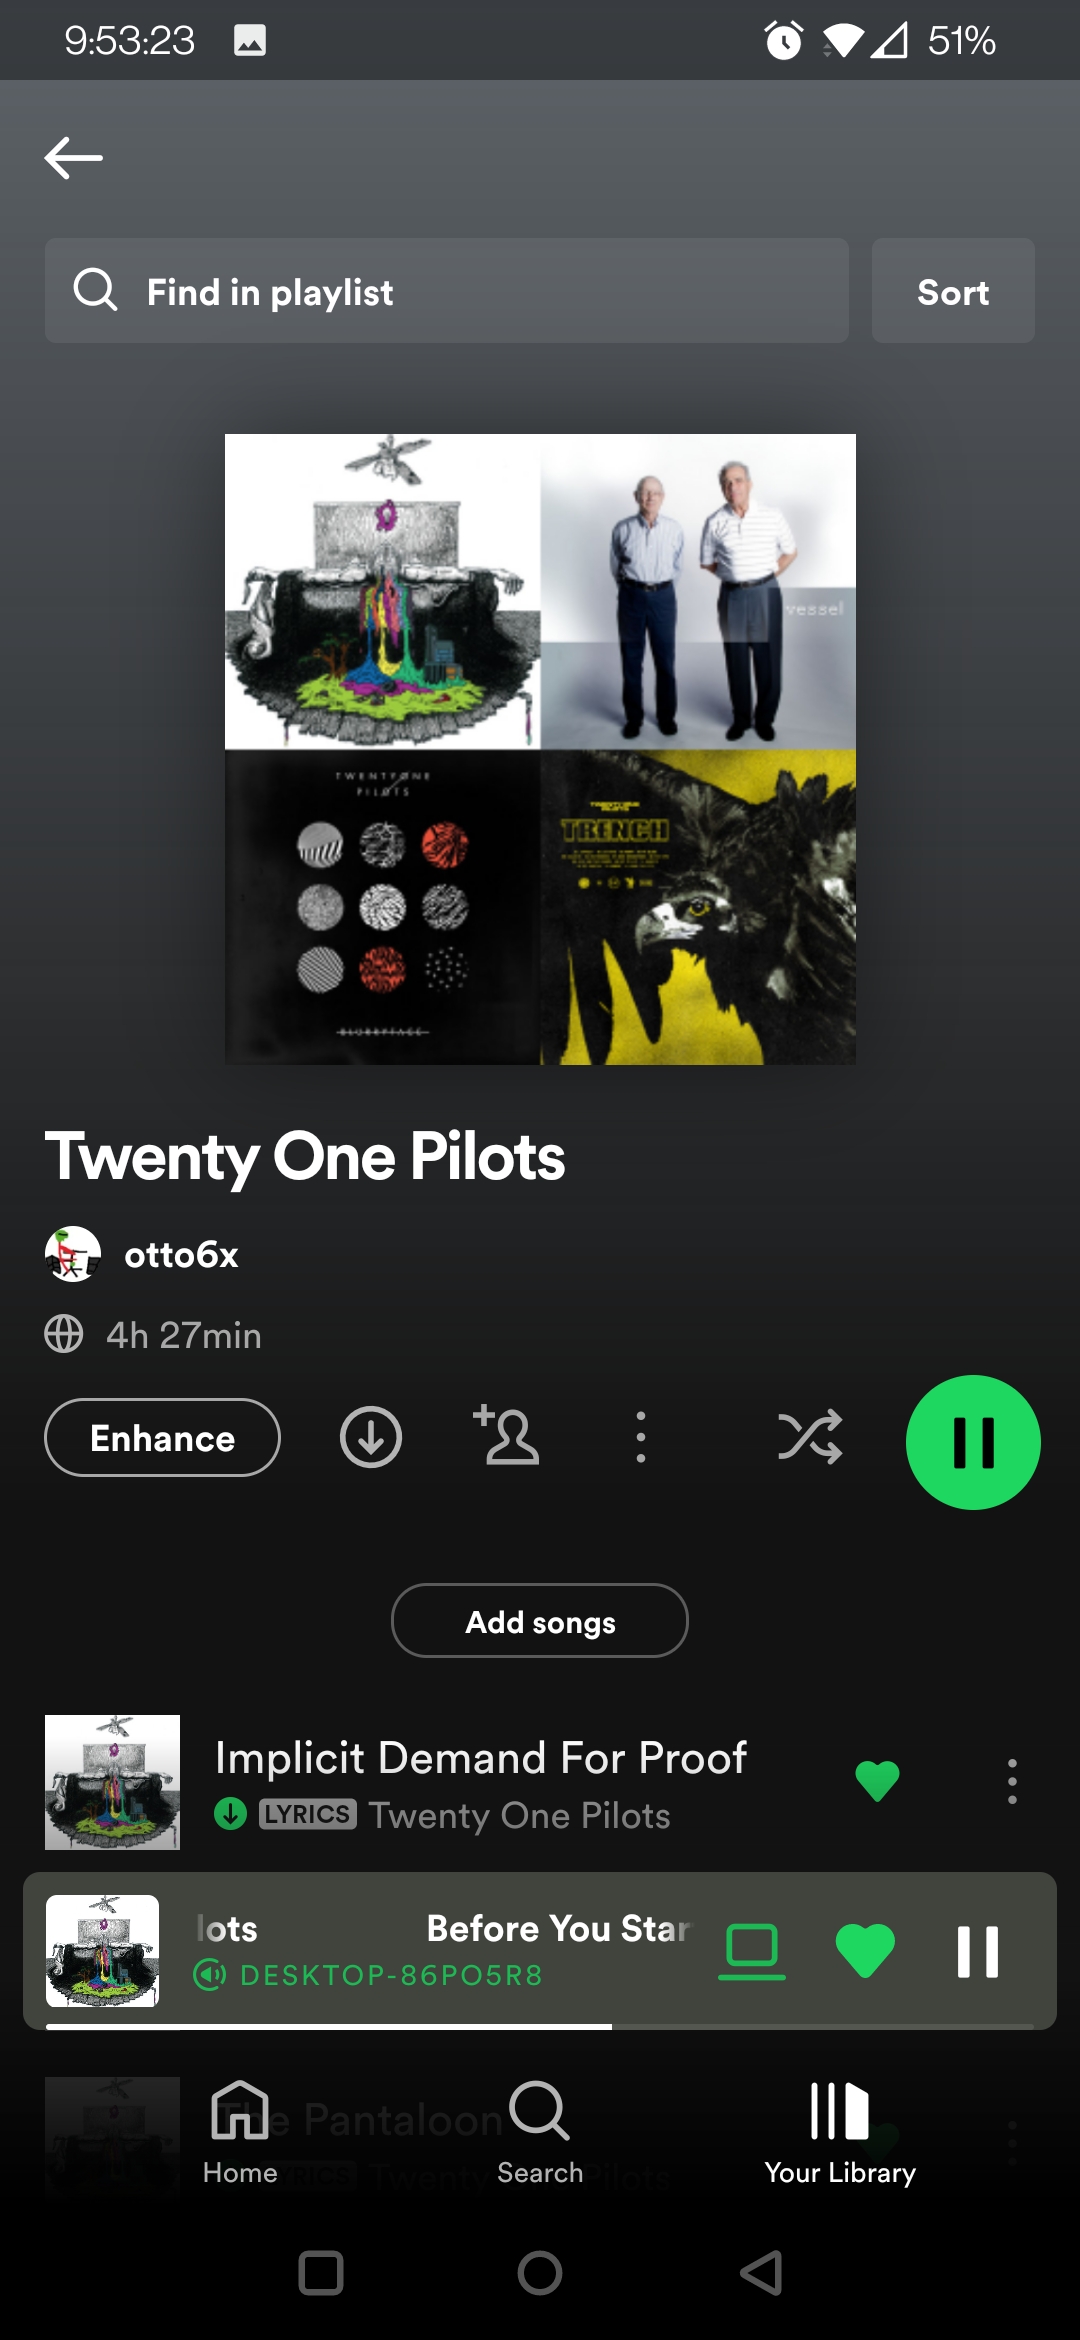 9:53:23 51%
Find in playlist
Sort
vessel
TWENTY ONE
PILOTS
TRENCH
BLURRYFACE
Twenty One Pilots
otto6x
4h 27min
Enhance
Add songs
Implicit Demand For Proof
LYRICS Twenty One Pilots
lots Before You Star
DESKTOP-86PO5R8
The Pantaloon
LYRICS Twenty One Pilots
Home
Search
Your Library